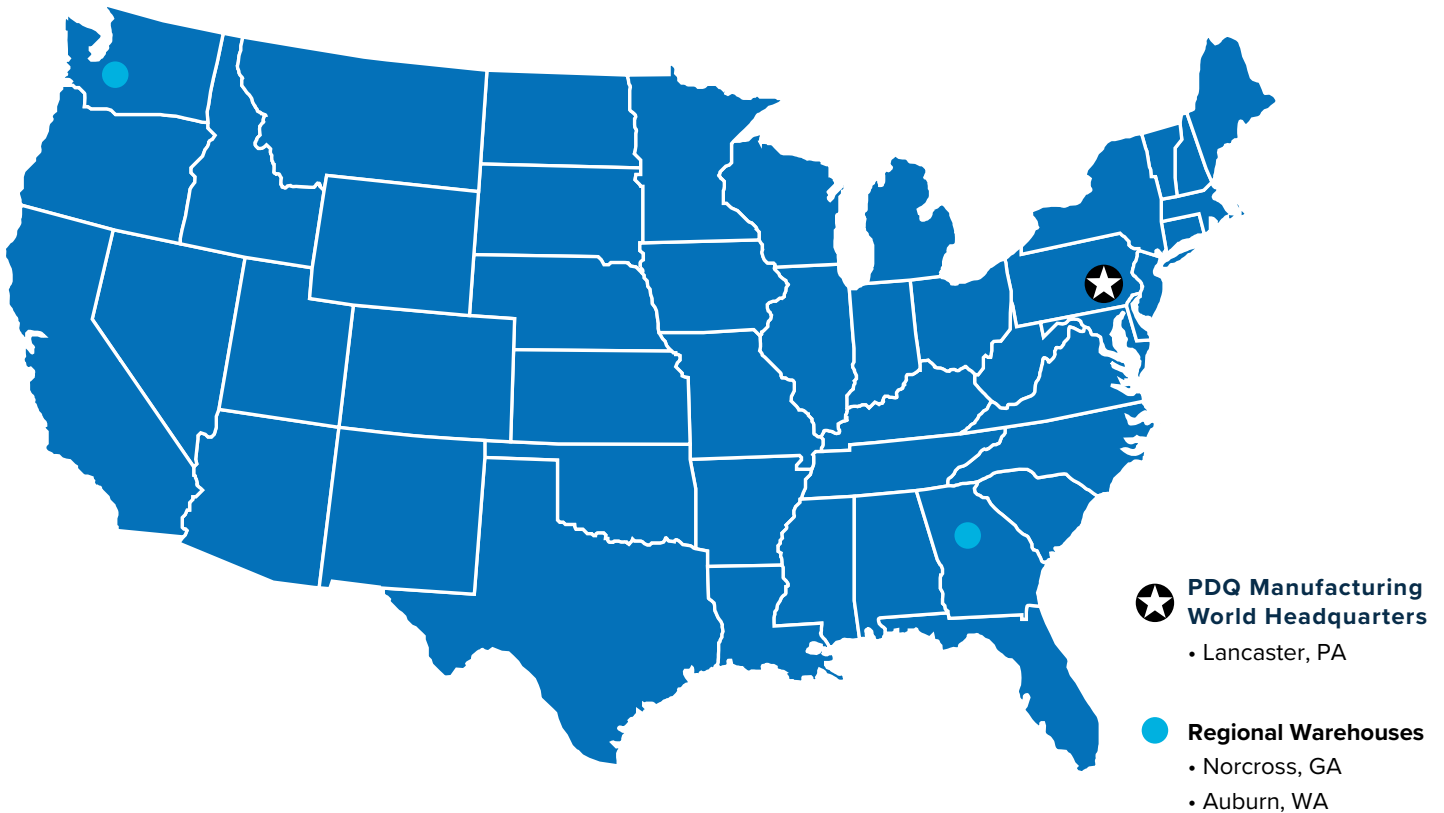 PDQ Manufacturing
World Headquarters
• Lancaster, PA
Regional Warehouses
• Norcross, GA
• Auburn, WA